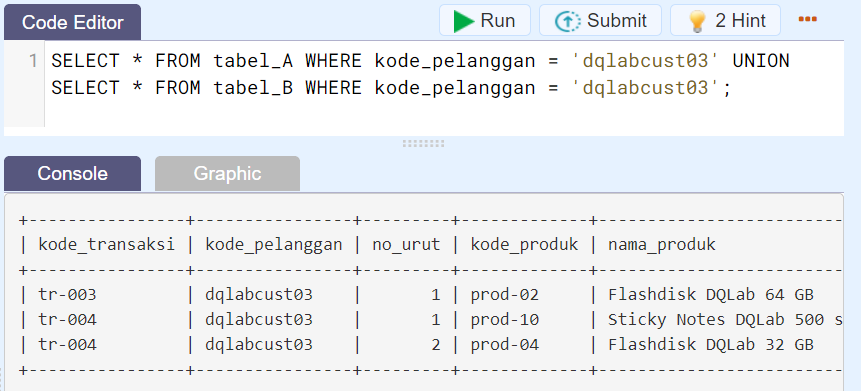 Code Editor Run Submit 2 Hint
1 SELECT * FROM tabel_A WHERE kode_pelanggan = 'dqlabcust03' UNION
SELECT * FROM tabel_B WHERE kode_pelanggan = 'dqlabcust03';
Console Graphic
+----------------+----------------+---------+-------------+-------------------------
| kode_transaksi | kode_pelanggan | no_urut | kode_produk | nama_produk
+----------------+----------------+---------+-------------+-------------------------
| tr-003         | dqlabcust03    |       1 | prod-02     | Flashdisk DQLab 64 GB
| tr-004         | dqlabcust03    |       1 | prod-10     | Sticky Notes DQLab 500 s
| tr-004         | dqlabcust03    |       2 | prod-04     | Flashdisk DQLab 32 GB
+----------------+----------------+---------+-------------+-------------------------